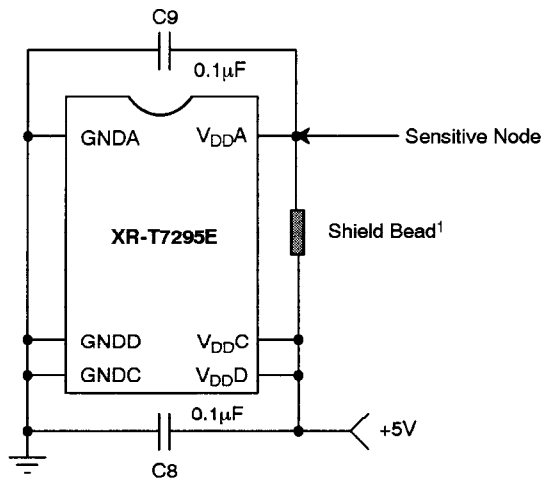 C9
0.1μF
GNDA VDDA
Sensitive Node
XR-T7295E
Shield Bead1
GNDD VDDC
GNDC VDDD
0.1μF
+5V
C8